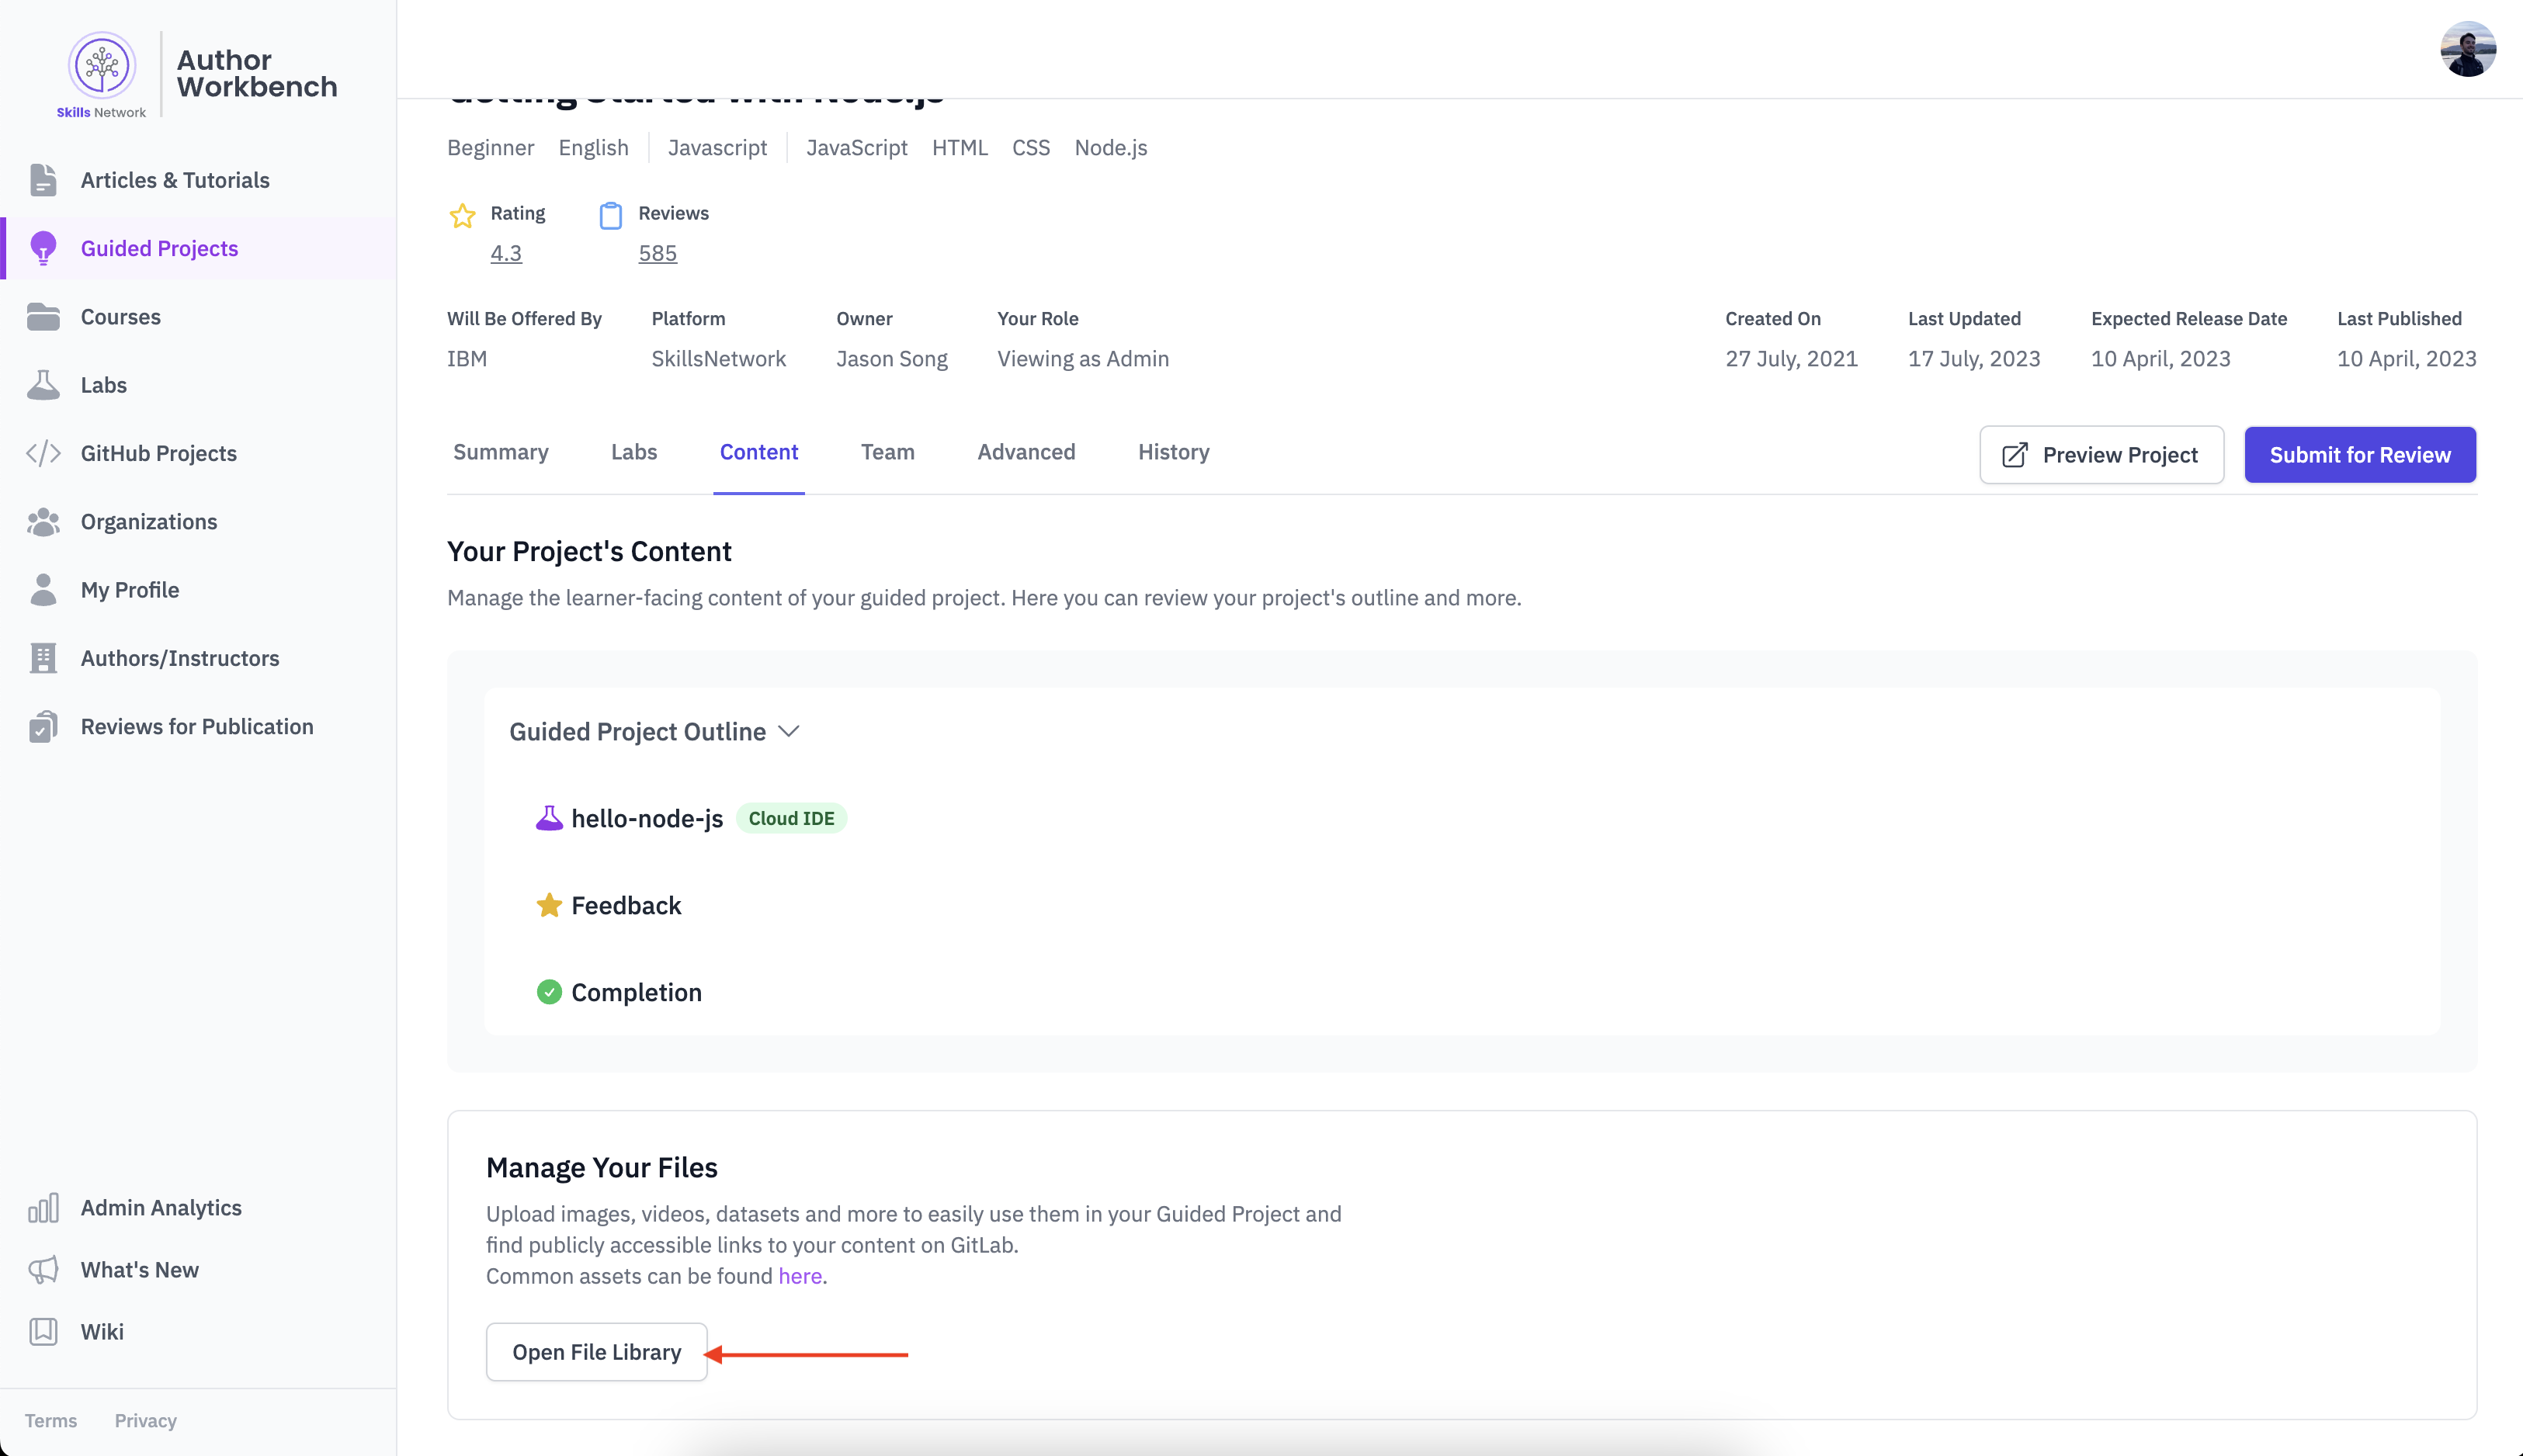 Author
Workbench
Skills Network
Articles & Tutorials
Guided Projects
Courses
Labs
GitHub Projects
Organizations
My Profile
Authors/Instructors
Reviews for Publication
Admin Analytics
What's New
Wiki
Terms Privacy
Getting Started with Node.js
Beginner English Javascript JavaScript HTML CSS Node.js
Rating Reviews
4.3 585
Will Be Offered By Platform Owner Your Role Created On Last Updated Expected Release Date Last Published
IBM SkillsNetwork Jason Song Viewing as Admin 27 July, 2021 17 July, 2023 10 April, 2023 10 April, 2023
Summary Labs Content Team Advanced History Preview Project Submit for Review
Your Project's Content
Manage the learner-facing content of your guided project. Here you can review your project's outline and more.
Guided Project Outline
hello-node-js Cloud IDE
Feedback
Completion
Manage Your Files
Upload images, videos, datasets and more to easily use them in your Guided Project and
find publicly accessible links to your content on GitLab.
Common assets can be found here.
Open File Library